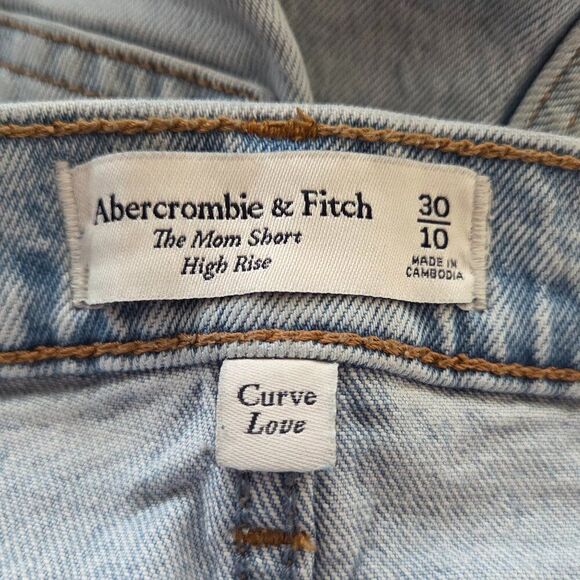 Abercrombie & Fitch
The Mom Short
High Rise
30
10
MADE IN
CAMBODIA
Curve
Love